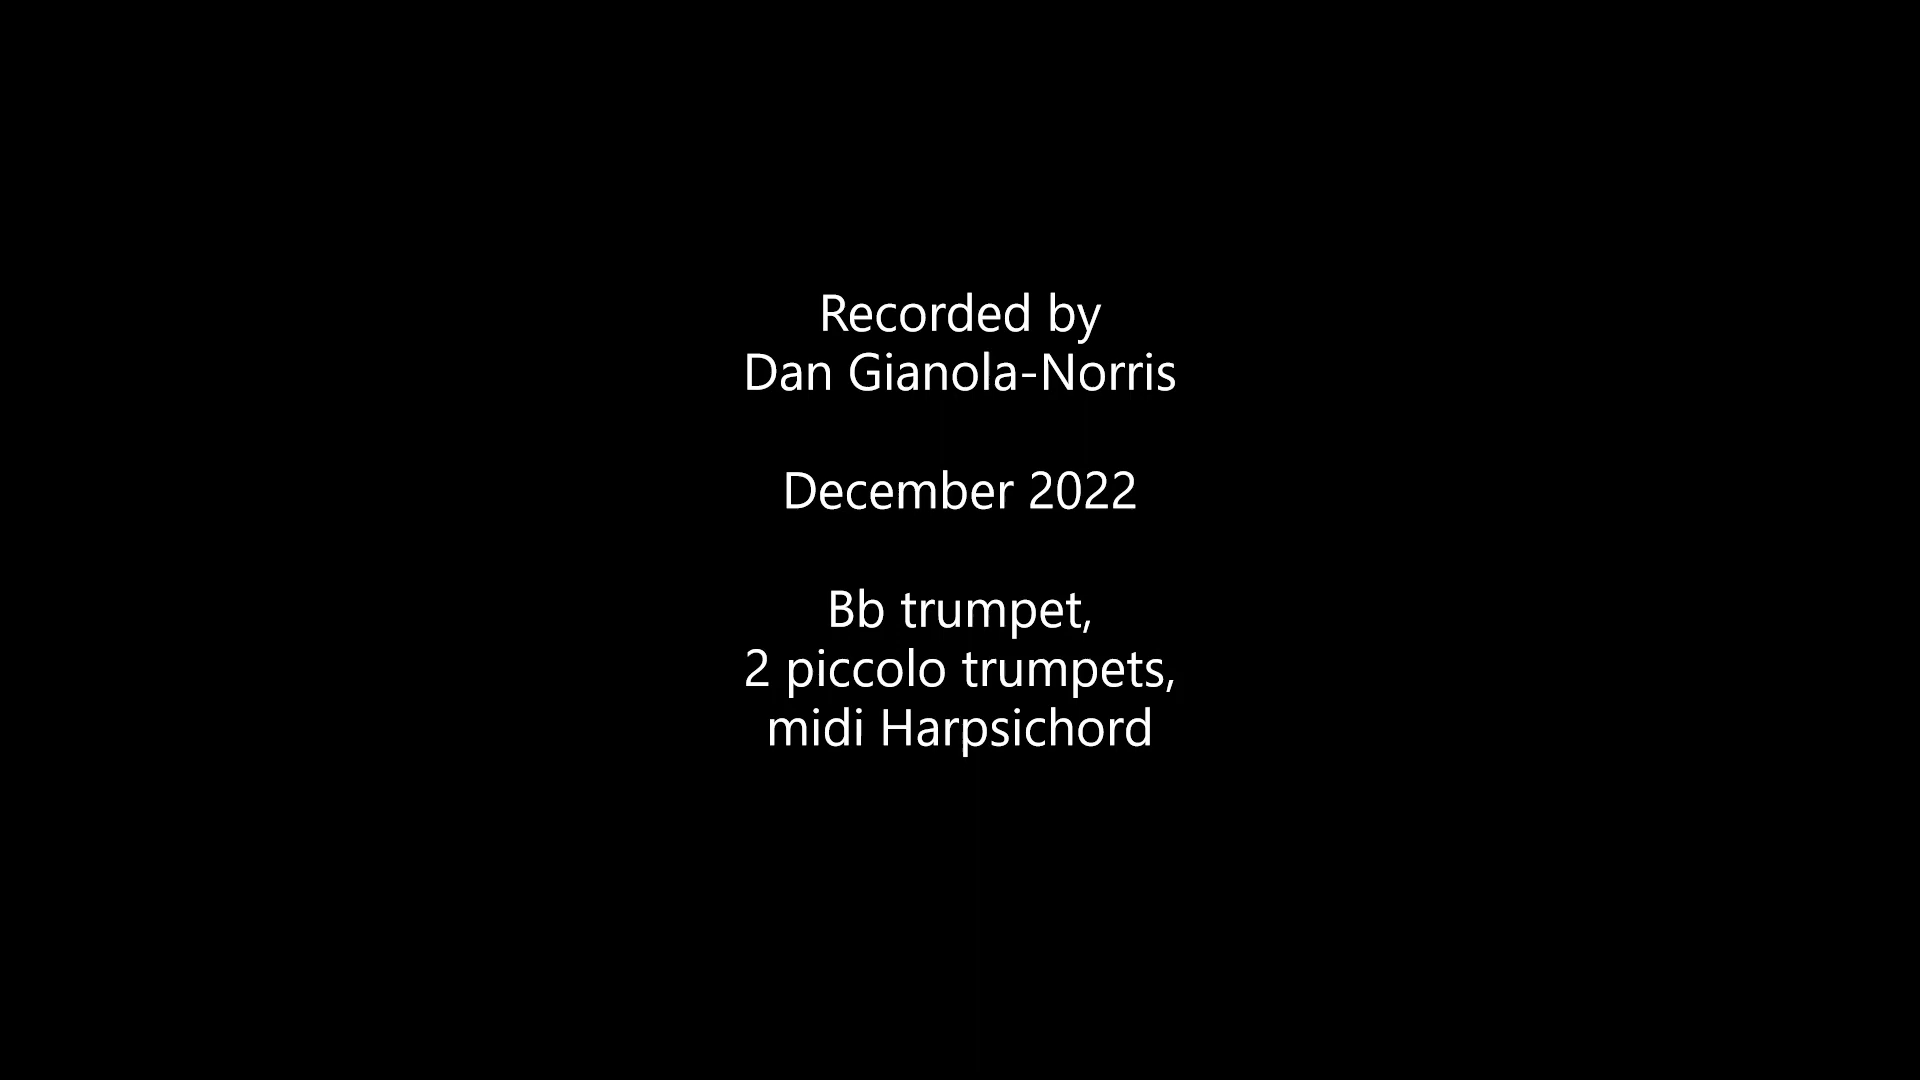 Recorded by
Dan Gianola-Norris
December 2022
Bb trumpet,
2 piccolo trumpets,
midi Harpsichord